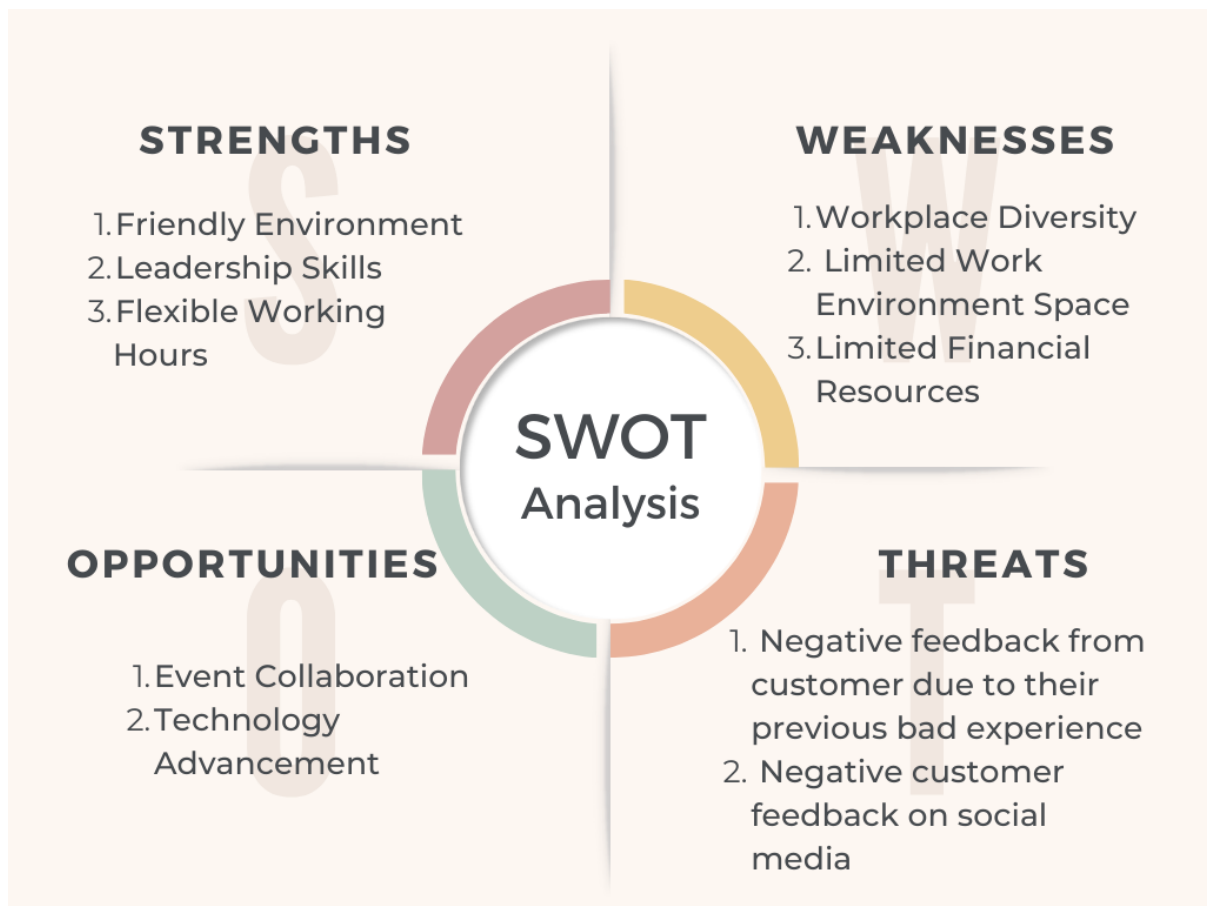 STRENGTHS
1. Friendly Environment
2. Leadership Skills
3. Flexible Working
Hours
WEAKNESSES
1. Workplace Diversity
2. Limited Work
Environment Space
3. Limited Financial
Resources
SWOT
Analysis
OPPORTUNITIES
1. Event Collaboration
2. Technology
Advancement
THREATS
1. Negative feedback from
customer due to their
previous bad experience
2. Negative customer
feedback on social
media
S
W
O
T